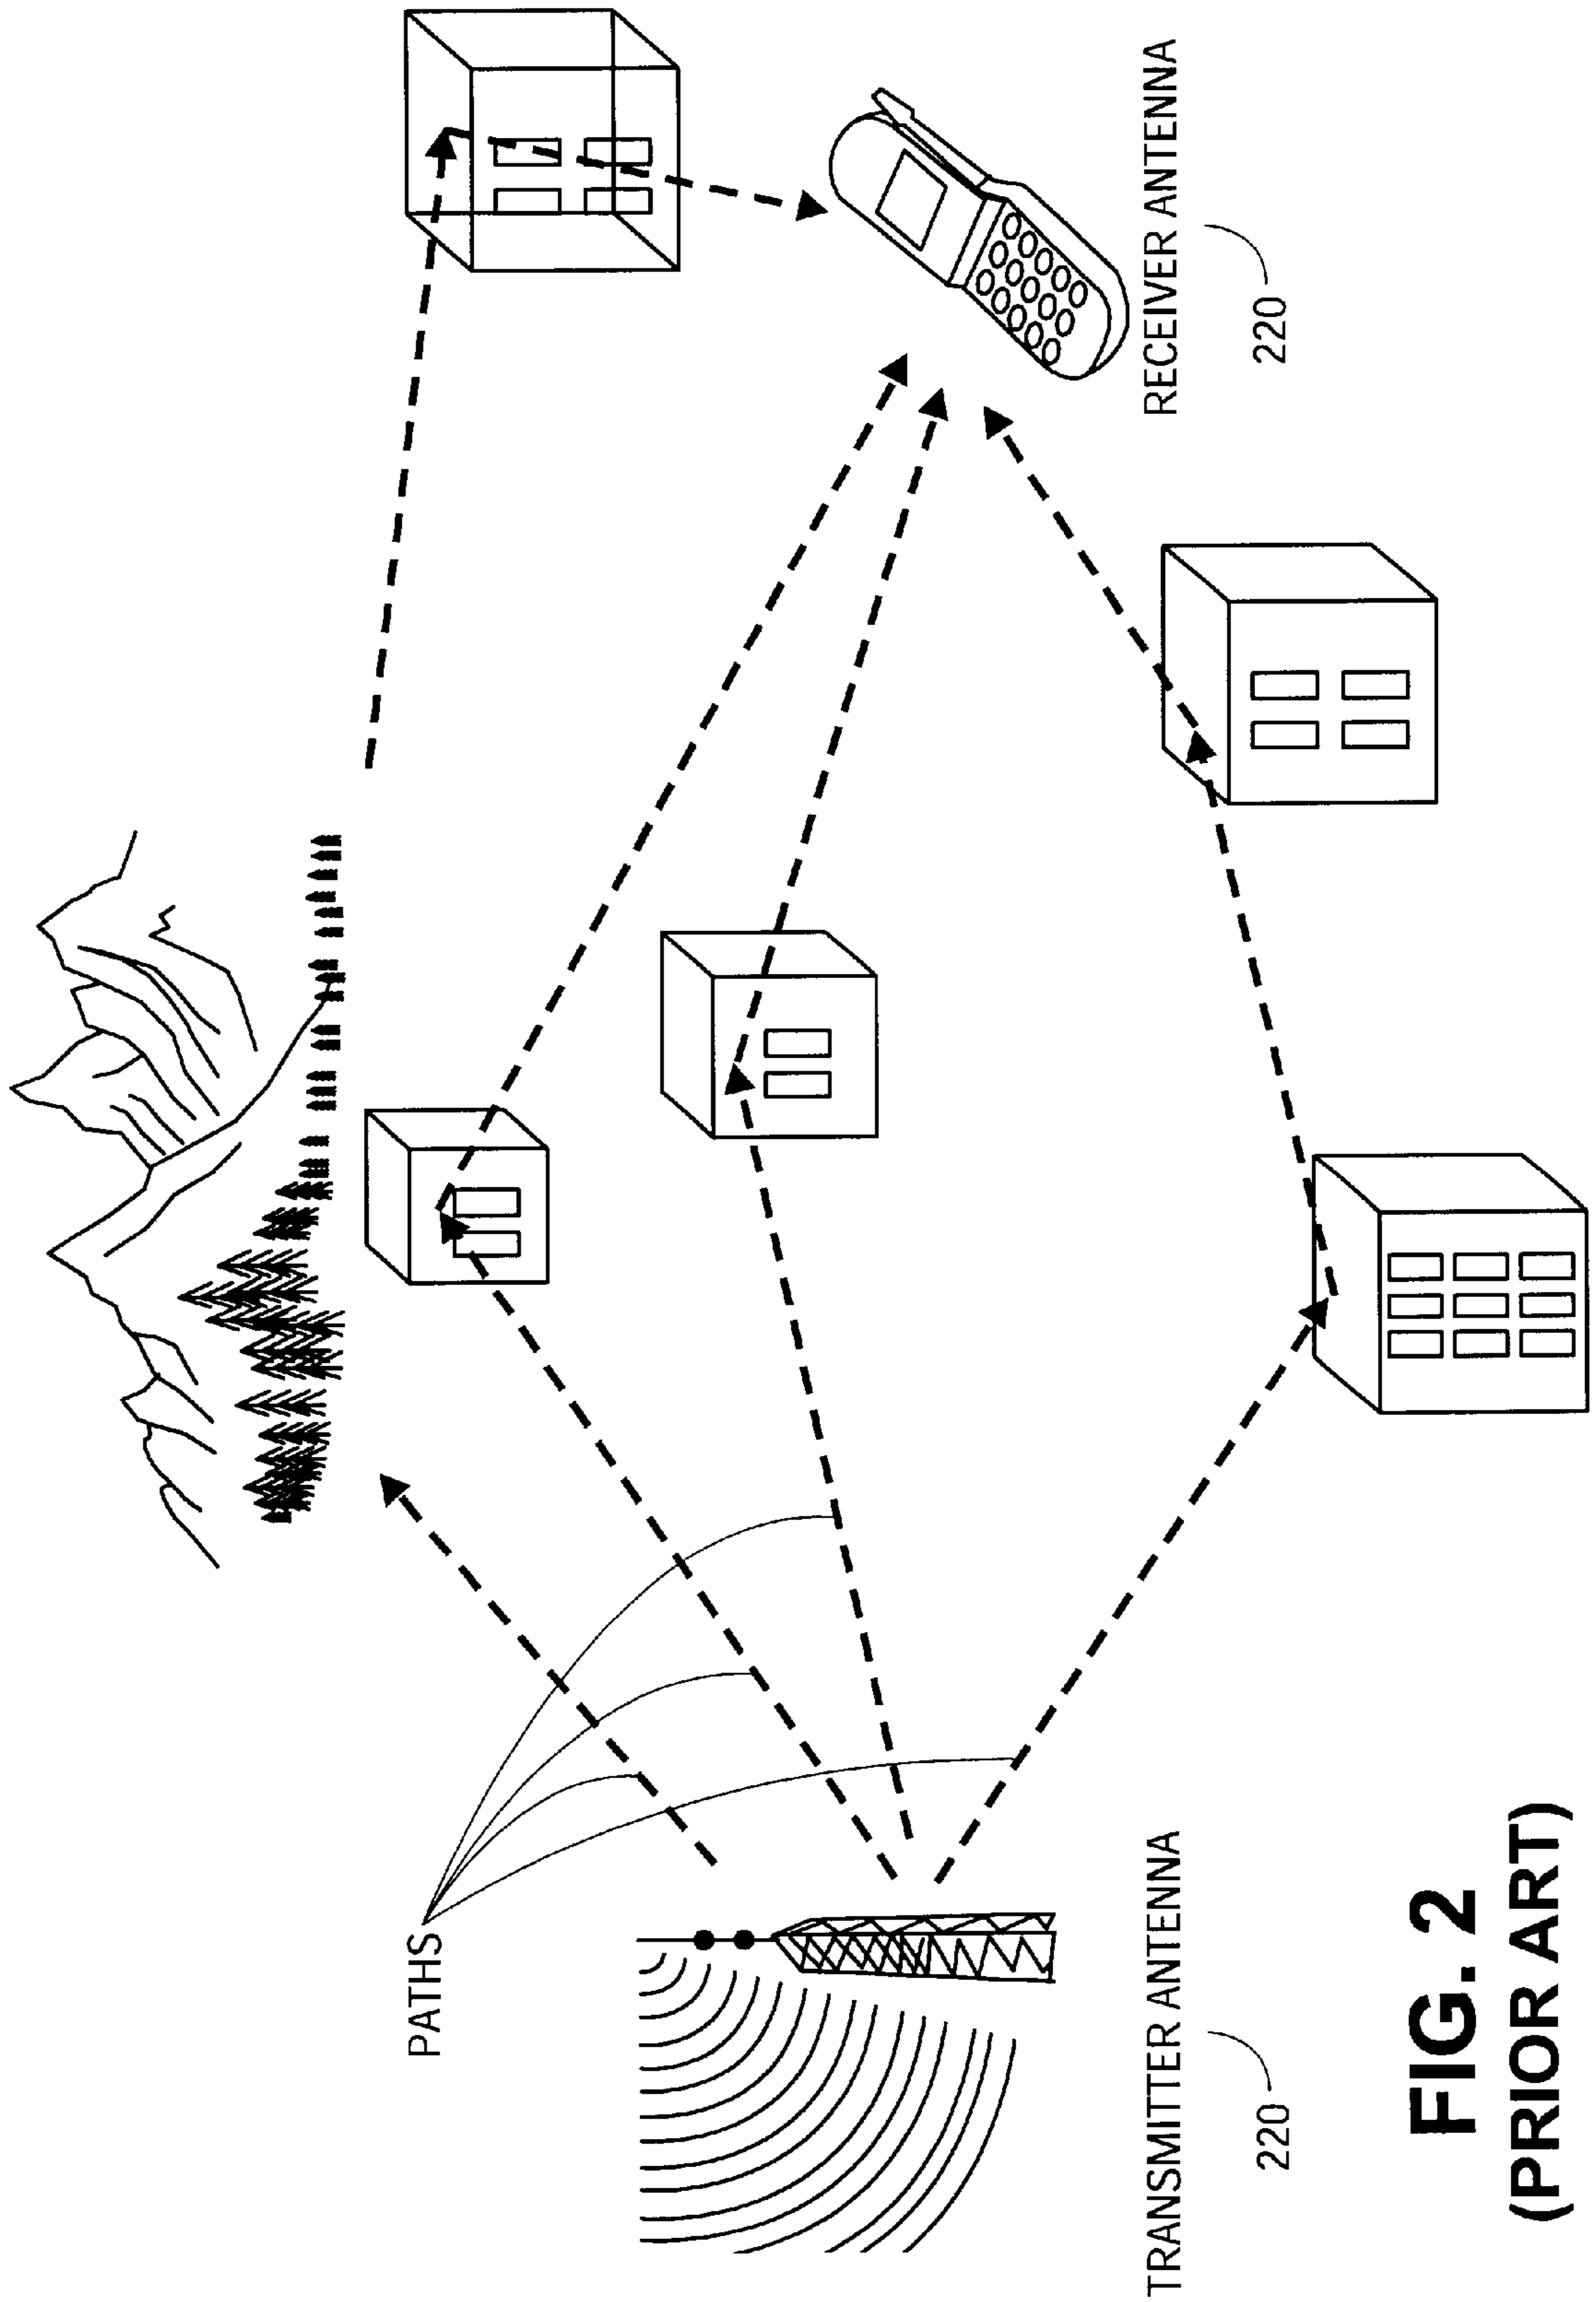 PATHS
TRANSMITTER ANTENNA
220
RECEIVER ANTENNA
220
FIG. 2
(PRIOR ART)